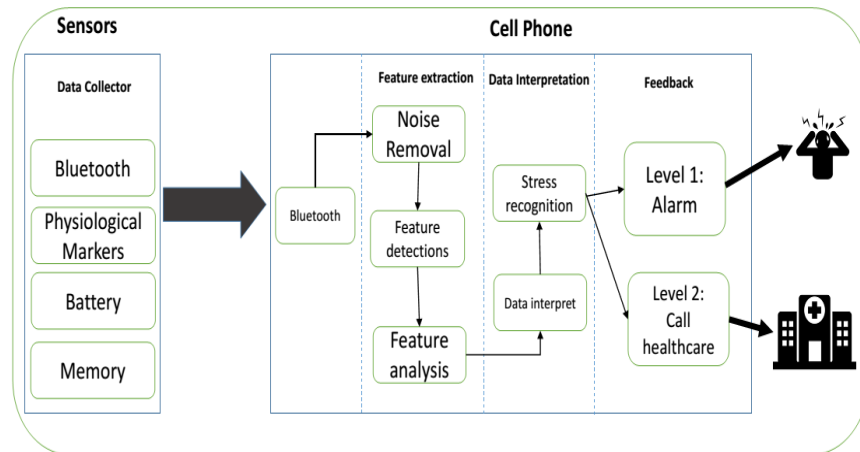 Sensors
Data Collector
Bluetooth
Physiological
Markers
Battery
Memory
Cell Phone
Bluetooth
Feature extraction
Noise
Removal
Feature
detections
Feature
analysis
Data Interpretation
Stress
recognition
Data interpret
Feedback
Level 1:
Alarm
Level 2:
Call
healthcare